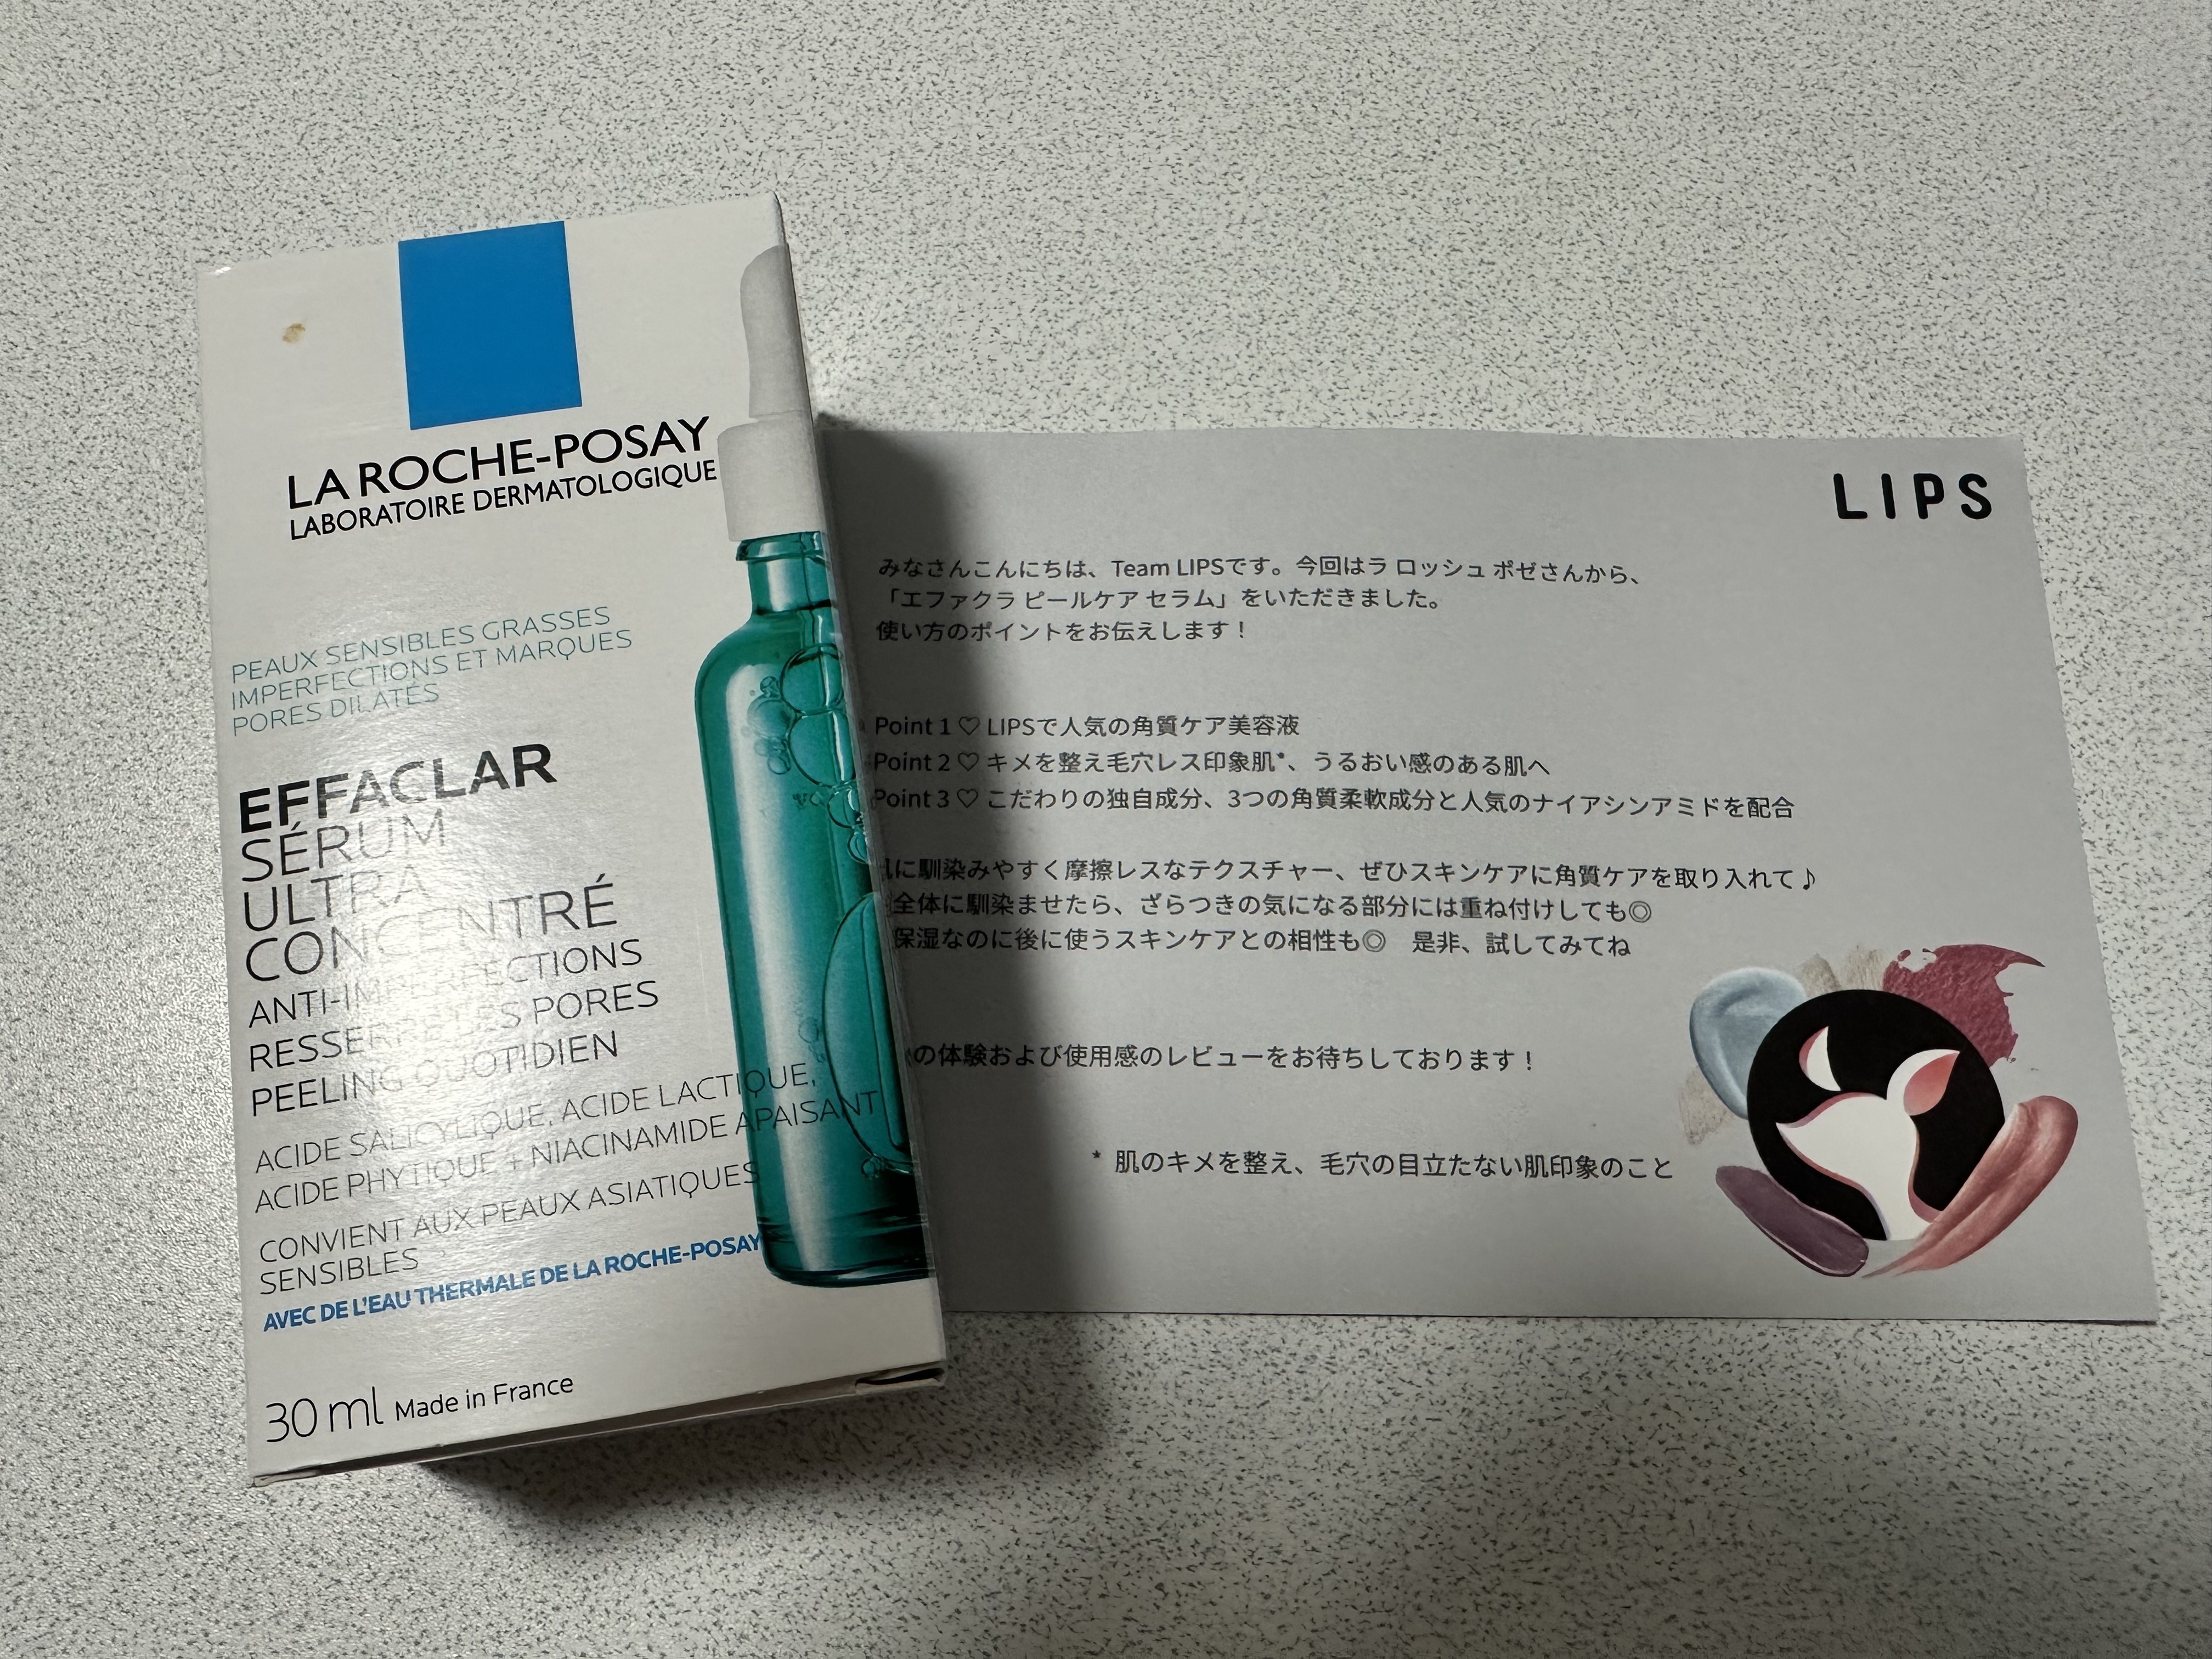 LA ROCHE-POSAY
LABORATOIRE DERMATOLOGIQUE
PEAUX SENSIBLES GRASSES
IMPERFECTIONS ET MARQUES
PORES DILATÉS
EFFACLAR
SÉRUM
ULTRA
CONCENTRÉ
ANTI-IMPERFECTIONS
RESSERRE LES PORES
PEELING QUOTIDIEN
ACIDE SALICYLIQUE, ACIDE LACTIQUE,
ACIDE PHYTIQUE + NIACINAMIDE APAISANT
CONVIENT AUX PEAUX ASIATIQUES
SENSIBLES
AVEC DE L'EAU THERMALE DE LA ROCHE-POSAY
30 ml Made in France
LIPS
みなさんこんにちは、Team LIPSです。今回はラ ロッシュ ポゼさんから、
「エファクラ ピールケア セラム」をいただきました。
使い方のポイントをお伝えします！
Point 1 ♡ LIPSで人気の角質ケア美容液
Point 2 ♡ キメを整え毛穴レス印象肌*、うるおい感のある肌へ
Point 3 ♡ こだわりの独自成分、3つの角質柔軟成分と人気のナイアシンアミドを配合
に馴染みやすく摩擦レスなテクスチャー、ぜひスキンケアに角質ケアを取り入れて♪
全体に馴染ませたら、ざらつきの気になる部分には重ね付けしても◎
保湿なのに後に使うスキンケアとの相性も◎　是非、試してみてね
の体験および使用感のレビューをお待ちしております！
* 肌のキメを整え、毛穴の目立たない肌印象のこと